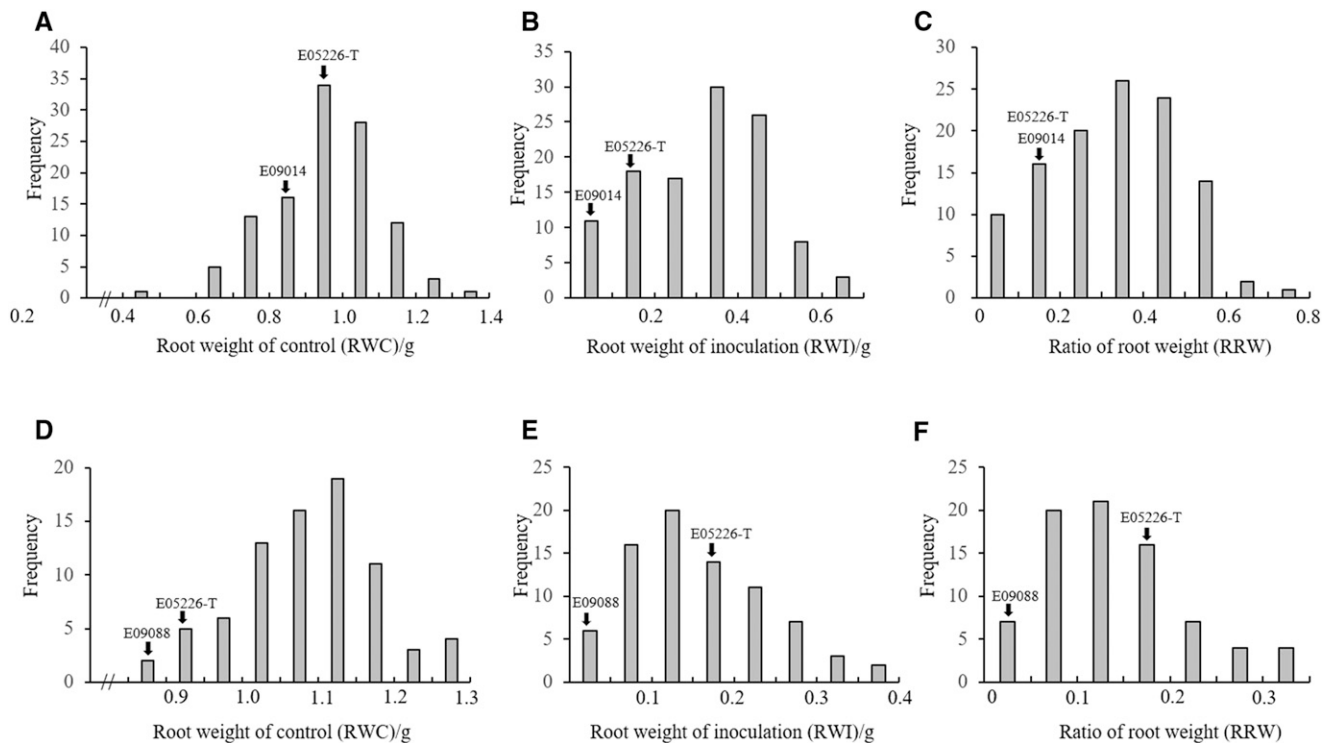 A
B
C
40
35
30
25
20
15
10
5
0
Frequency
E05226-T
E09014
0.2
0.4
0.6
0.8
1.0
1.2
1.4
Root weight of control (RWC)/g
35
30
25
20
15
10
5
0
Frequency
E09014
E05226-T
0.2
0.4
0.6
Root weight of inoculation (RWI)/g
30
25
20
15
10
5
0
Frequency
E05226-T
E09014
0
0.2
0.4
0.6
0.8
Ratio of root weight (RRW)
D
E
F
20
15
10
5
0
Frequency
E09088
E05226-T
0.9
1.0
1.1
1.2
1.3
Root weight of control (RWC)/g
25
20
15
10
5
0
Frequency
E09088
E05226-T
0.1
0.2
0.3
0.4
Root weight of inoculation (RWI)/g
25
20
15
10
5
0
Frequency
E09088
E05226-T
0
0.1
0.2
0.3
Ratio of root weight (RRW)